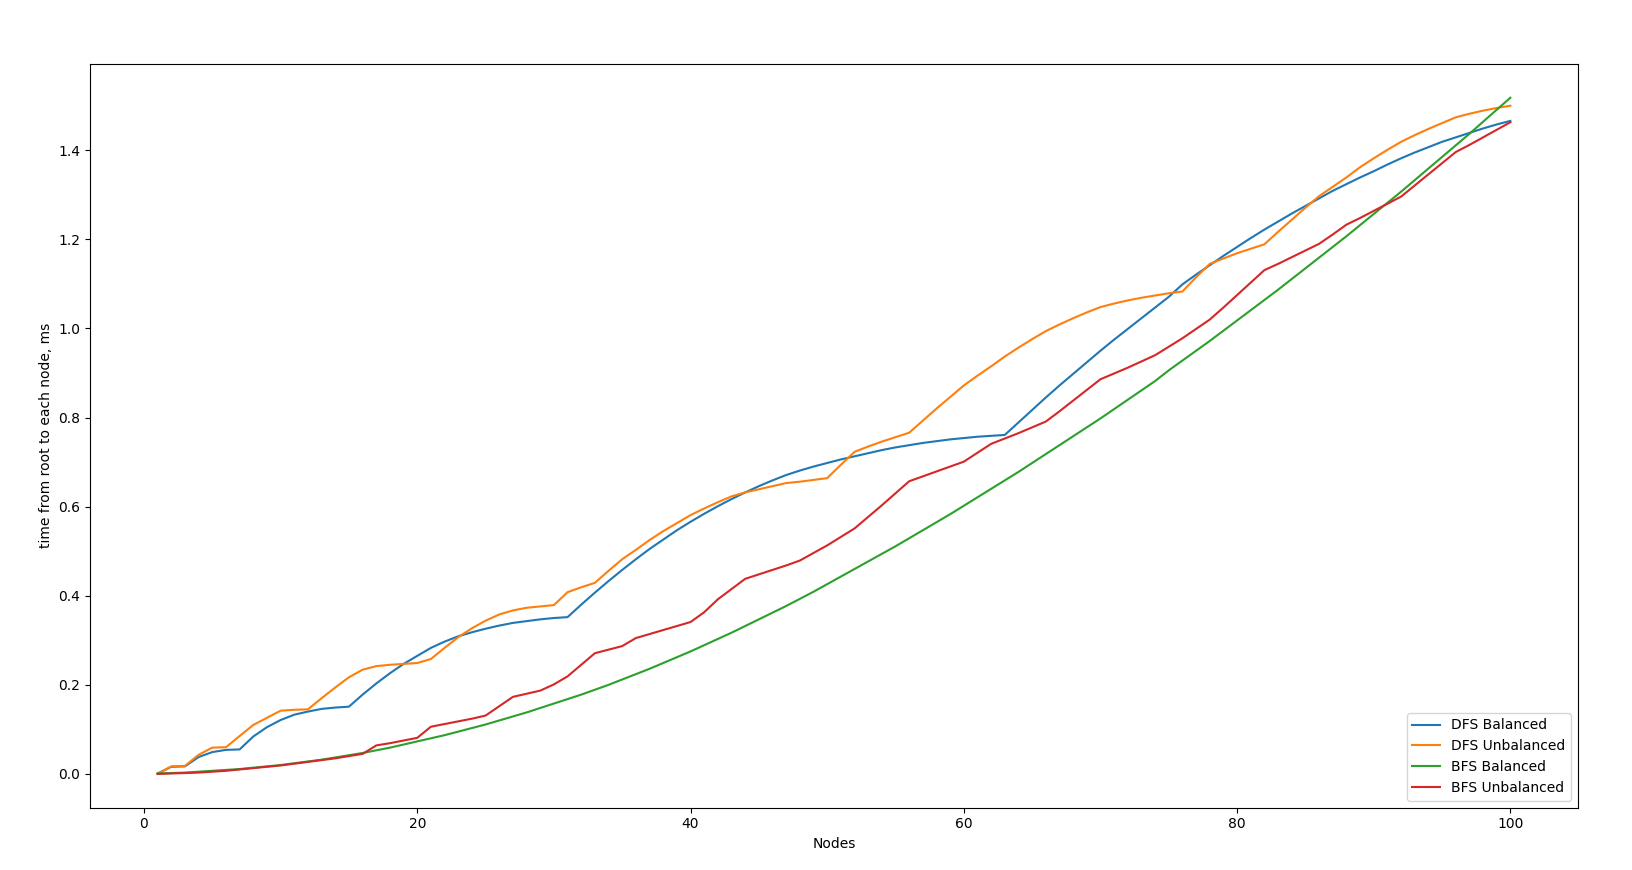 1.4
1.2
1.0
0.8
0.6
0.4
0.2
0.0
time from root to each node, ms
0 20 40 60 80 100
Nodes
DFS Balanced
DFS Unbalanced
BFS Balanced
BFS Unbalanced